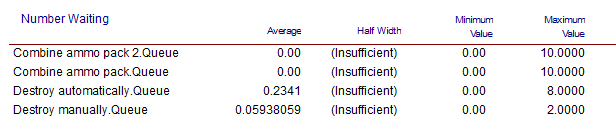 Number Waiting
Average Half Width Minimum Value Maximum Value
Combine ammo pack 2.Queue 0.00 (Insufficient) 0.00 10.0000
Combine ammo pack.Queue 0.00 (Insufficient) 0.00 10.0000
Destroy automatically.Queue 0.2341 (Insufficient) 0.00 8.0000
Destroy manually.Queue 0.05938059 (Insufficient) 0.00 2.0000